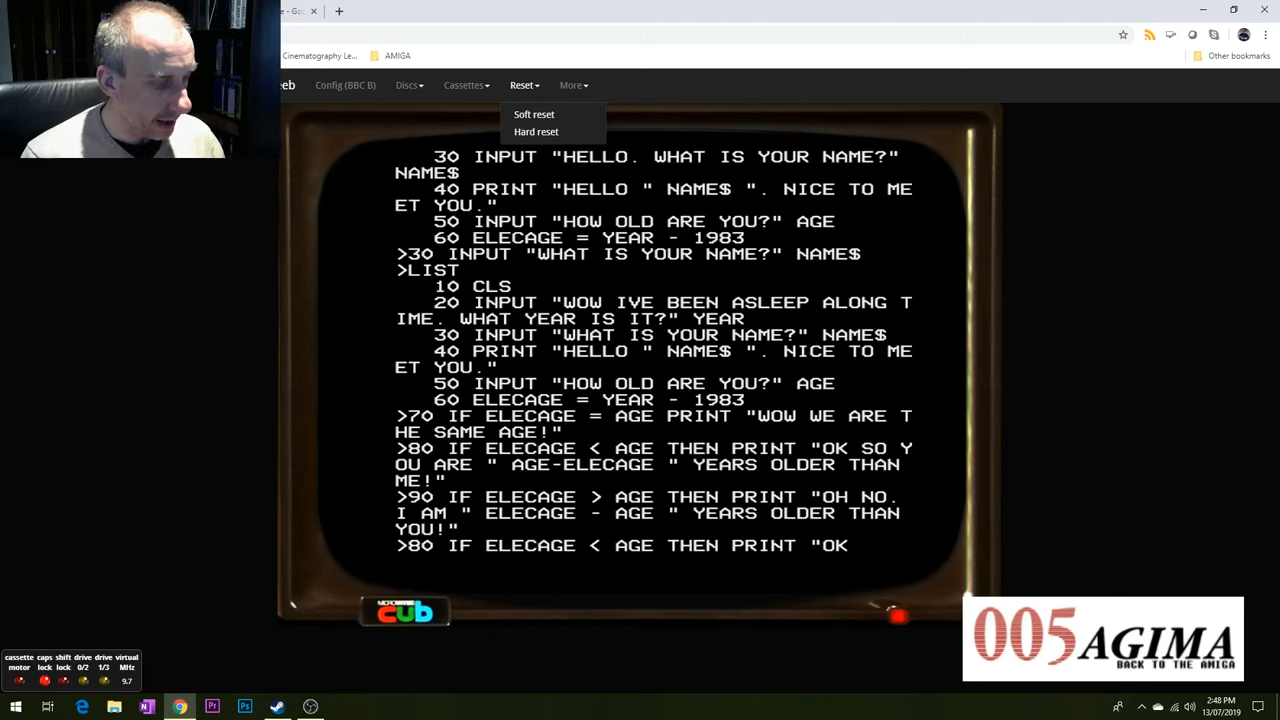 - Goo
Cinematography Le...
AMIGA
Other bookmarks
eeb
Config (BBC B)
Discs
Cassettes
Reset
More
Soft reset
Hard reset
30 INPUT "HELLO. WHAT IS YOUR NAME?"
NAME$
40 PRINT "HELLO " NAME$ ". NICE TO ME
ET YOU."
50 INPUT "HOW OLD ARE YOU?" AGE
60 ELECAGE = YEAR - 1983
>30 INPUT "WHAT IS YOUR NAME?" NAME$
>LIST
10 CLS
20 INPUT "WOW IVE BEEN ASLEEP ALONG T
IME. WHAT YEAR IS IT?" YEAR
30 INPUT "WHAT IS YOUR NAME?" NAME$
40 PRINT "HELLO " NAME$ ". NICE TO ME
ET YOU."
50 INPUT "HOW OLD ARE YOU?" AGE
60 ELECAGE = YEAR - 1983
>70 IF ELECAGE = AGE PRINT "WOW WE ARE T
HE SAME AGE!"
>80 IF ELECAGE < AGE THEN PRINT "OK SO Y
OU ARE " AGE-ELECAGE " YEARS OLDER THAN
ME!"
>90 IF ELECAGE > AGE THEN PRINT "OH NO.
I AM " ELECAGE - AGE " YEARS OLDER THAN
YOU!"
>80 IF ELECAGE < AGE THEN PRINT "OK
MICROVITEC
cub
005 AGIMA
BACK TO THE AMIGA
cassette motor
caps lock
shift lock
drive 0/2
drive 1/3
virtual MHz
9.7
2:48 PM
13/07/2019